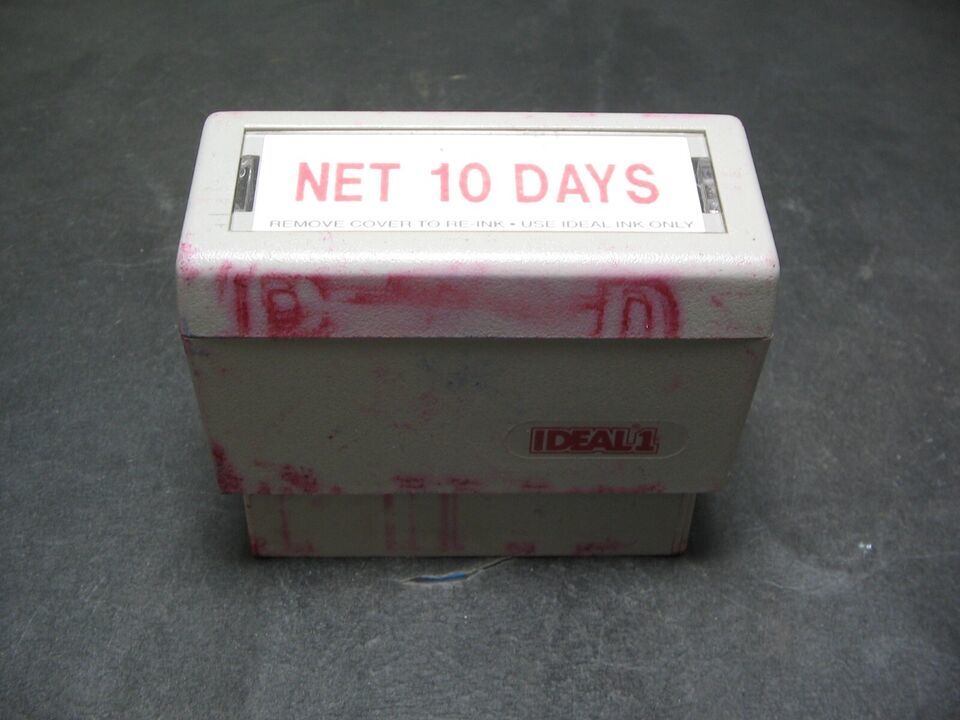 NET 10 DAYS
REMOVE COVER TO RE-INK • USE IDEAL INK ONLY
IDEAL®1